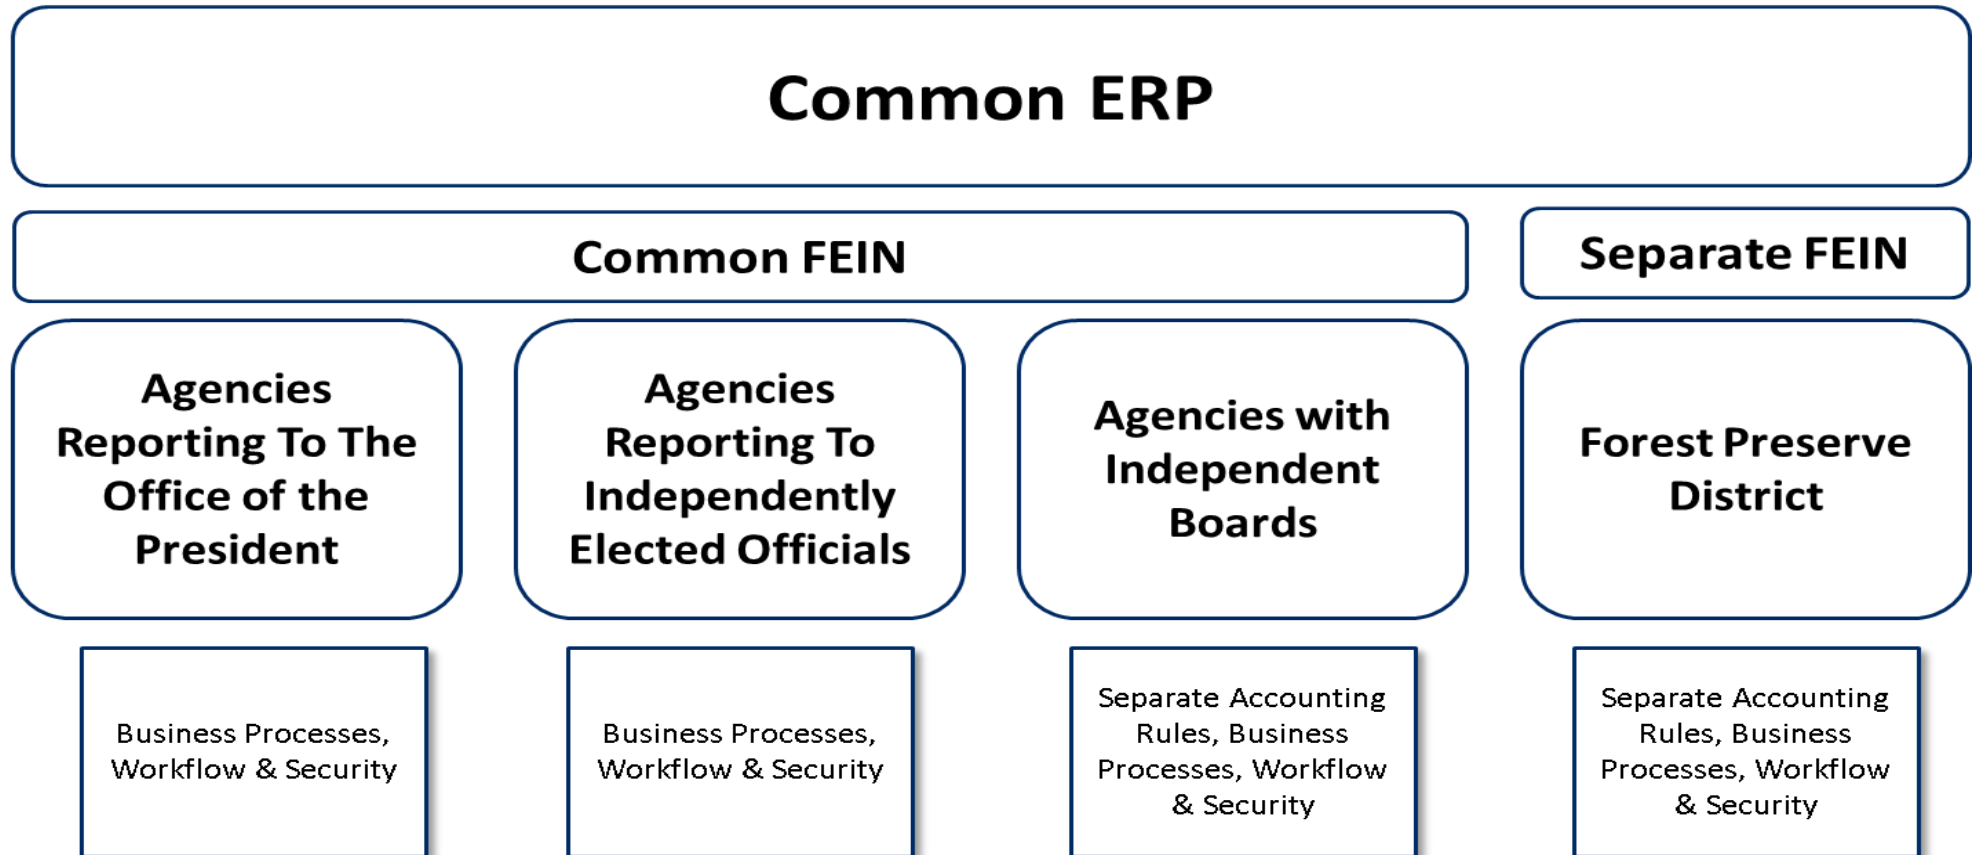 Common ERP
Common FEIN
Separate FEIN
Agencies
Reporting To The
Office of the
President
Agencies
Reporting To
Independently
Elected Officials
Agencies with
Independent
Boards
Forest Preserve
District
Business Processes,
Workflow & Security
Business Processes,
Workflow & Security
Separate Accounting
Rules, Business
Processes, Workflow
& Security
Separate Accounting
Rules, Business
Processes, Workflow
& Security